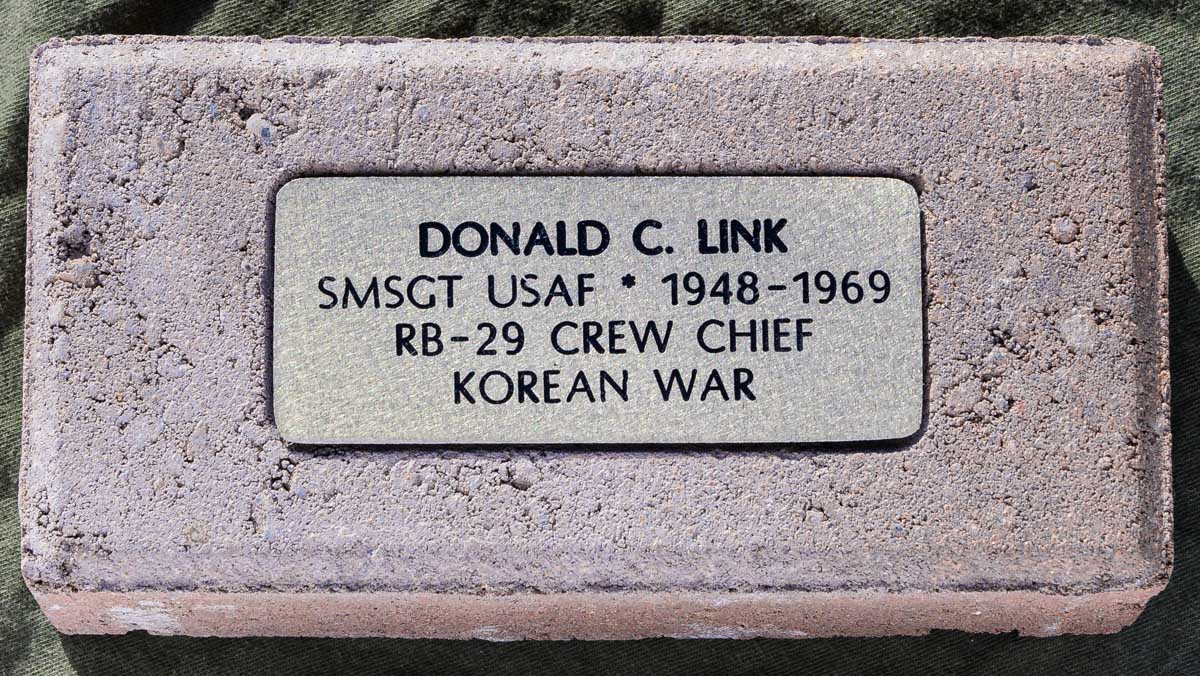 DONALD C. LINK
SMSGT USAF * 1948-1969
RB-29 CREW CHIEF
KOREAN WAR